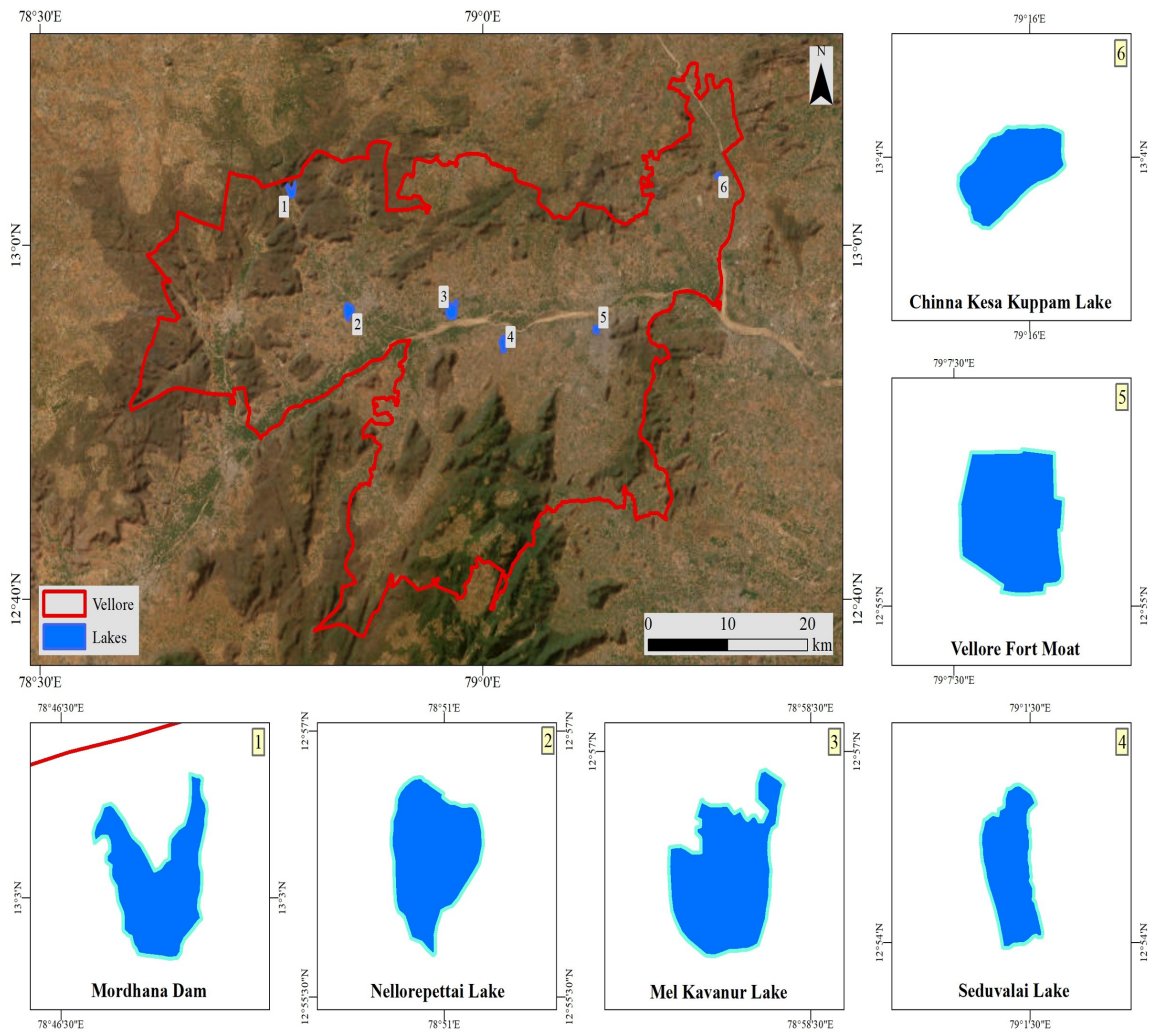 78°30'E
79°0'E
N
13°0'N
13°0'N
12°40'N
12°40'N
1
2
3
4
5
6
Vellore
Lakes
0
10
20
km
78°30'E
79°0'E
79°16'E
6
13°4'N
13°4'N
Chinna Kesa Kuppam Lake
79°16'E
79°7'30"E
5
12°55'N
12°55'N
Vellore Fort Moat
79°7'30"E
78°46'30"E
1
13°3'N
13°3'N
Mordhana Dam
78°46'30"E
78°51'E
2
12°57'N
12°57'N
12°55'30"N
12°55'30"N
Nellorepettai Lake
78°51'E
78°58'30"E
3
12°57'N
12°57'N
Mel Kavanur Lake
78°58'30"E
79°1'30"E
4
12°54'N
12°54'N
Seduvalai Lake
79°1'30"E